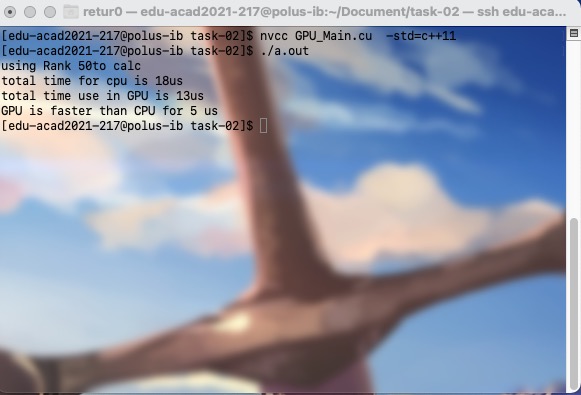 retur0 — edu-acad2021-217@polus-ib:~/Document/task-02 — ssh edu-aca...
[edu-acad2021-217@polus-ib task-02]$ nvcc GPU_Main.cu  -std=c++11
[edu-acad2021-217@polus-ib task-02]$ ./a.out
using Rank 50to calc
total time for cpu is 18us
total time use in GPU is 13us
GPU is faster than CPU for 5 us
[edu-acad2021-217@polus-ib task-02]$